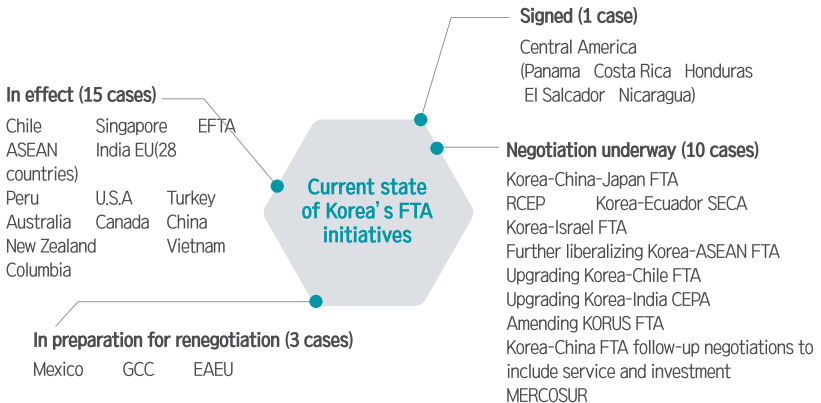 Signed (1 case)
Central America
(Panama Costa Rica Honduras
El Salcador Nicaragua)
In effect (15 cases)
Chile Singapore EFTA
ASEAN India EU(28
countries)
Peru U.S.A Turkey
Australia Canada China
New Zealand Vietnam
Columbia
Current state
of Korea's FTA
initiatives
Negotiation underway (10 cases)
Korea-China-Japan FTA
RCEP Korea-Ecuador SECA
Korea-Israel FTA
Further liberalizing Korea-ASEAN FTA
Upgrading Korea-Chile FTA
Upgrading Korea-India CEPA
Amending KORUS FTA
Korea-China FTA follow-up negotiations to
include service and investment
MERCOSUR
In preparation for renegotiation (3 cases)
Mexico GCC EAEU